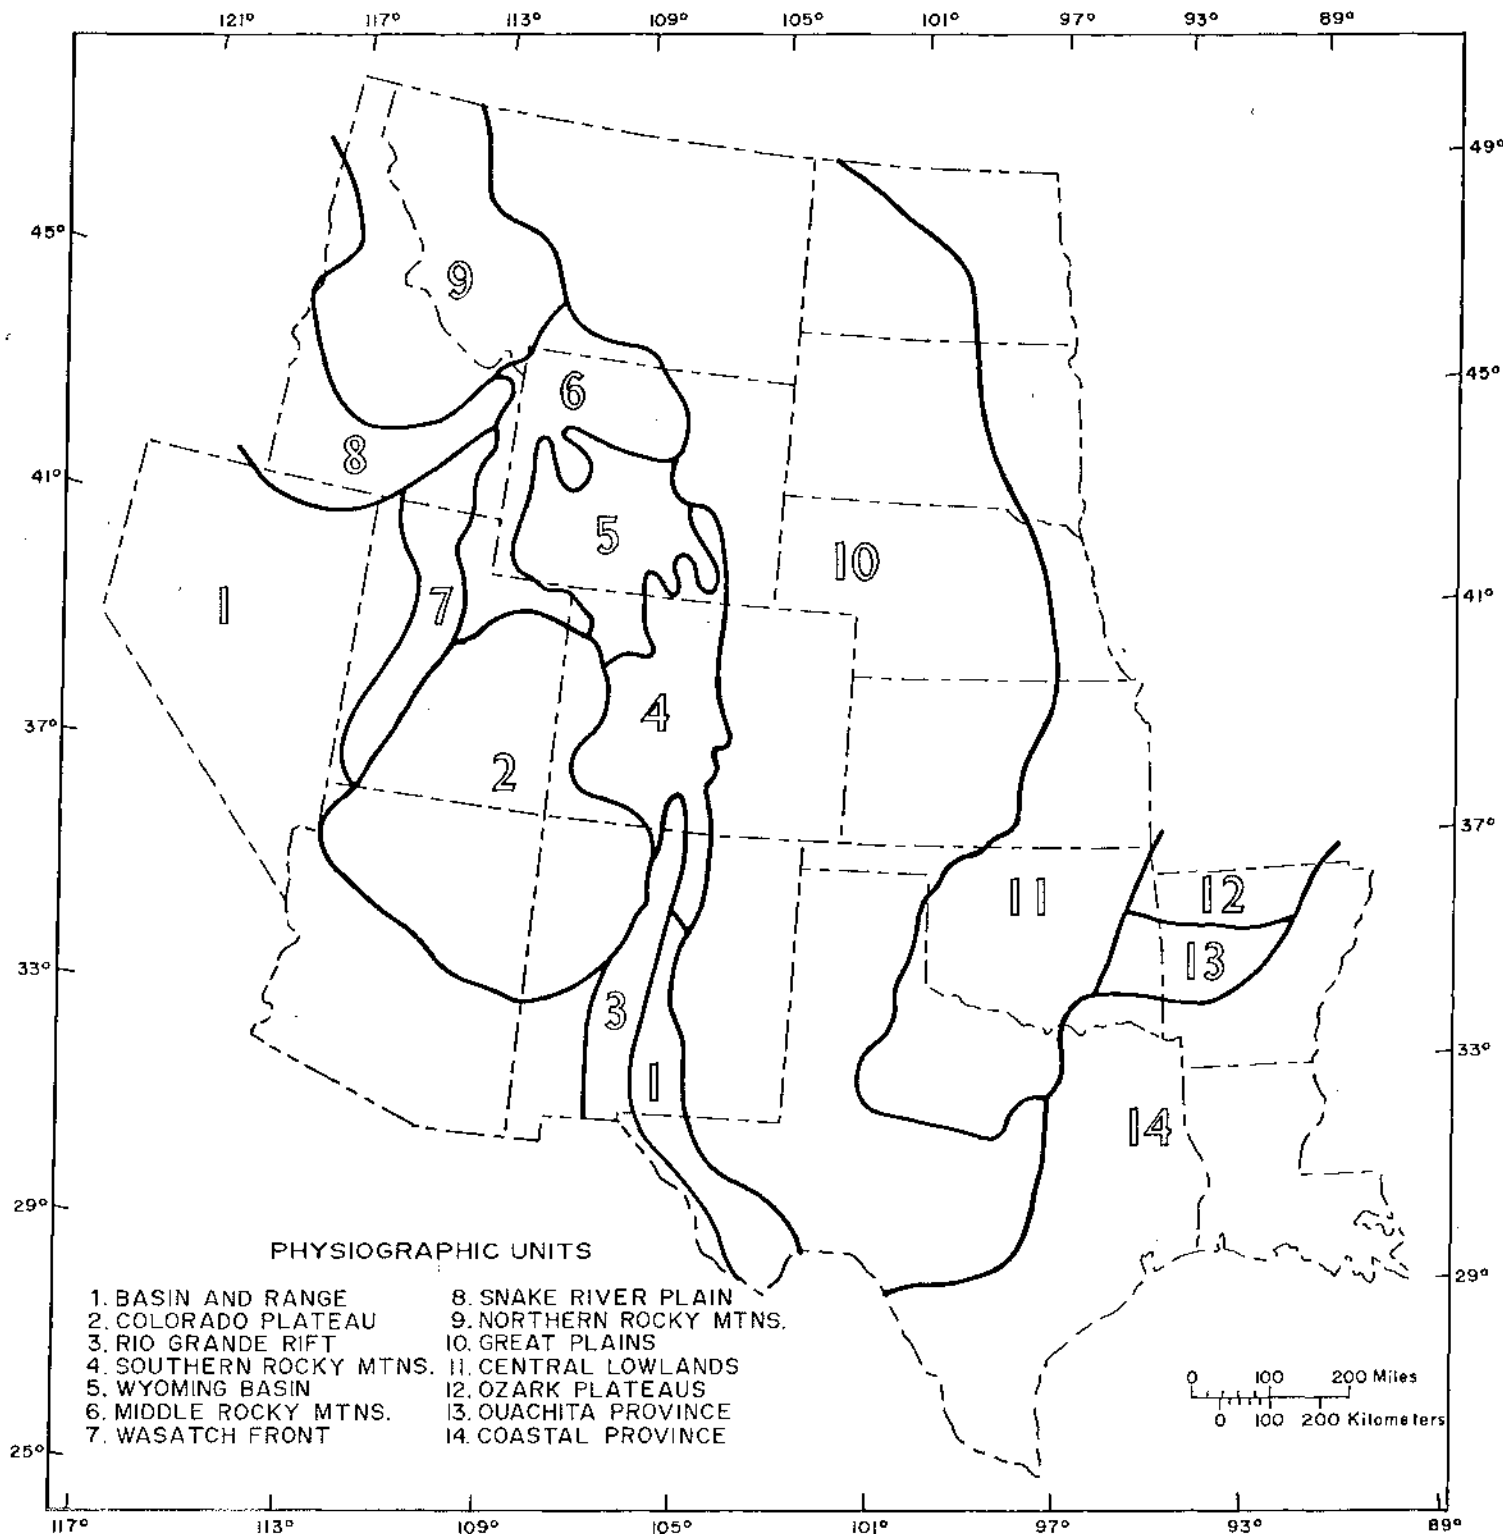 121° 117° 113° 109° 105° 101° 97° 93° 89°
49°
45°
9
45°
6
8
41°
5
10
1
7
41°
4
37°
2
37°
11
12
13
33°
3
33°
1
14
29°
PHYSIOGRAPHIC UNITS
29°
1. BASIN AND RANGE
2. COLORADO PLATEAU
3. RIO GRANDE RIFT
4. SOUTHERN ROCKY MTNS.
5. WYOMING BASIN
6. MIDDLE ROCKY MTNS.
7. WASATCH FRONT
8. SNAKE RIVER PLAIN
9. NORTHERN ROCKY MTNS.
10. GREAT PLAINS
11. CENTRAL LOWLANDS
12. OZARK PLATEAUS
13. OUACHITA PROVINCE
14. COASTAL PROVINCE
0 100 200 Miles
0 100 200 Kilometers
25°
117° 113° 109° 105° 101° 97° 93° 89°